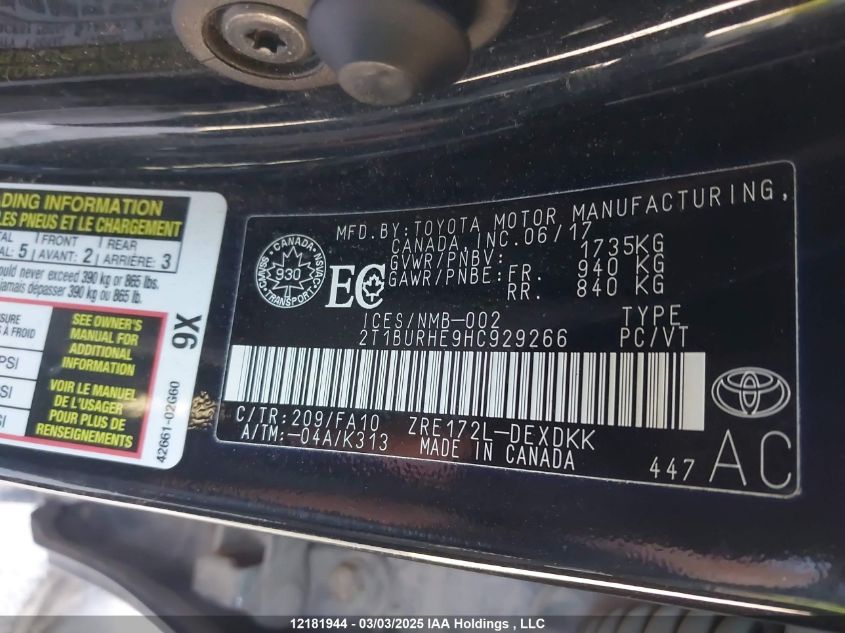 DING INFORMATION
LES PNEUS ET LE CHARGEMENT
TAL FRONT REAR
AL: 5 AVANT: 2 ARRIÈRE: 3
ould never exceed 390 kg or 865 lbs.
jamais dépasser 390 kg ou 865 lb.
SURE
PSI
SI
SI
SEE OWNER'S
MANUAL FOR
ADDITIONAL
INFORMATION
VOIR LE MANUEL
DE L'USAGER
POUR PLUS DE
RENSEIGNEMENTS
9X
42661-02G60
MFD.BY:TOYOTA MOTOR MANUFACTURING,
CANADA, INC.06/17
GVWR/PNBV: 1735KG
GAWR/PNBE:FR. 940 KG
RR. 840 KG
CANADA
CMVSS 930 NSVAC
TRANSPORT
EC
ICES/NMB-002 TYPE
2T1BURHE9HC929266 PC/VT
C/TR:209/FA10 ZRE172L-DEXDKK
A/TM:-04A/K313 MADE IN CANADA
447 AC
12181944 - 03/03/2025 IAA Holdings , LLC